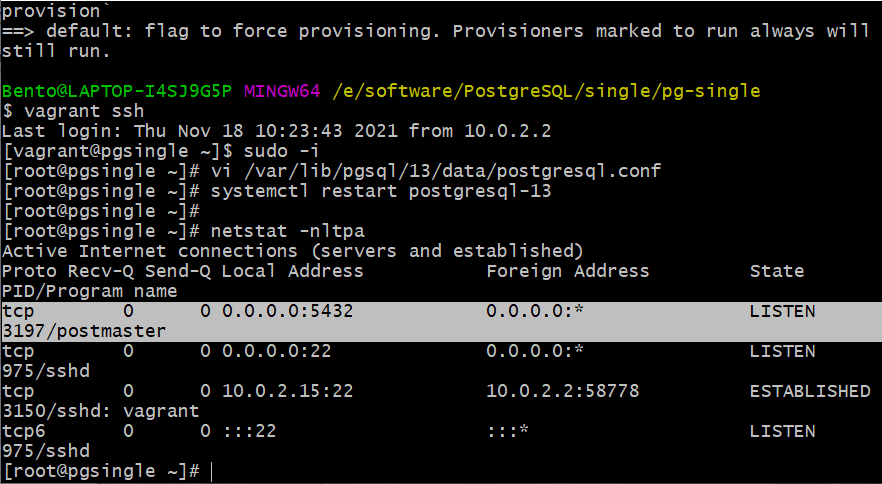 provision`
==> default: flag to force provisioning. Provisioners marked to run always will
still run.
Bento@LAPTOP-I4SJ9G5P MINGW64 /e/software/PostgreSQL/single/pg-single
$ vagrant ssh
Last login: Thu Nov 18 10:23:43 2021 from 10.0.2.2
[vagrant@pgsingle ~]$ sudo -i
[root@pgsingle ~]# vi /var/lib/pgsql/13/data/postgresql.conf
[root@pgsingle ~]# systemctl restart postgresql-13
[root@pgsingle ~]#
[root@pgsingle ~]# netstat -nltpa
Active Internet connections (servers and established)
Proto Recv-Q Send-Q Local Address           Foreign Address         State
PID/Program name
tcp        0      0 0.0.0.0:5432            0.0.0.0:*               LISTEN
3197/postmaster
tcp        0      0 0.0.0.0:22              0.0.0.0:*               LISTEN
975/sshd
tcp        0      0 10.0.2.15:22            10.0.2.2:58778          ESTABLISHED
3150/sshd: vagrant
tcp6       0      0 :::22                   :::*                    LISTEN
975/sshd
[root@pgsingle ~]#